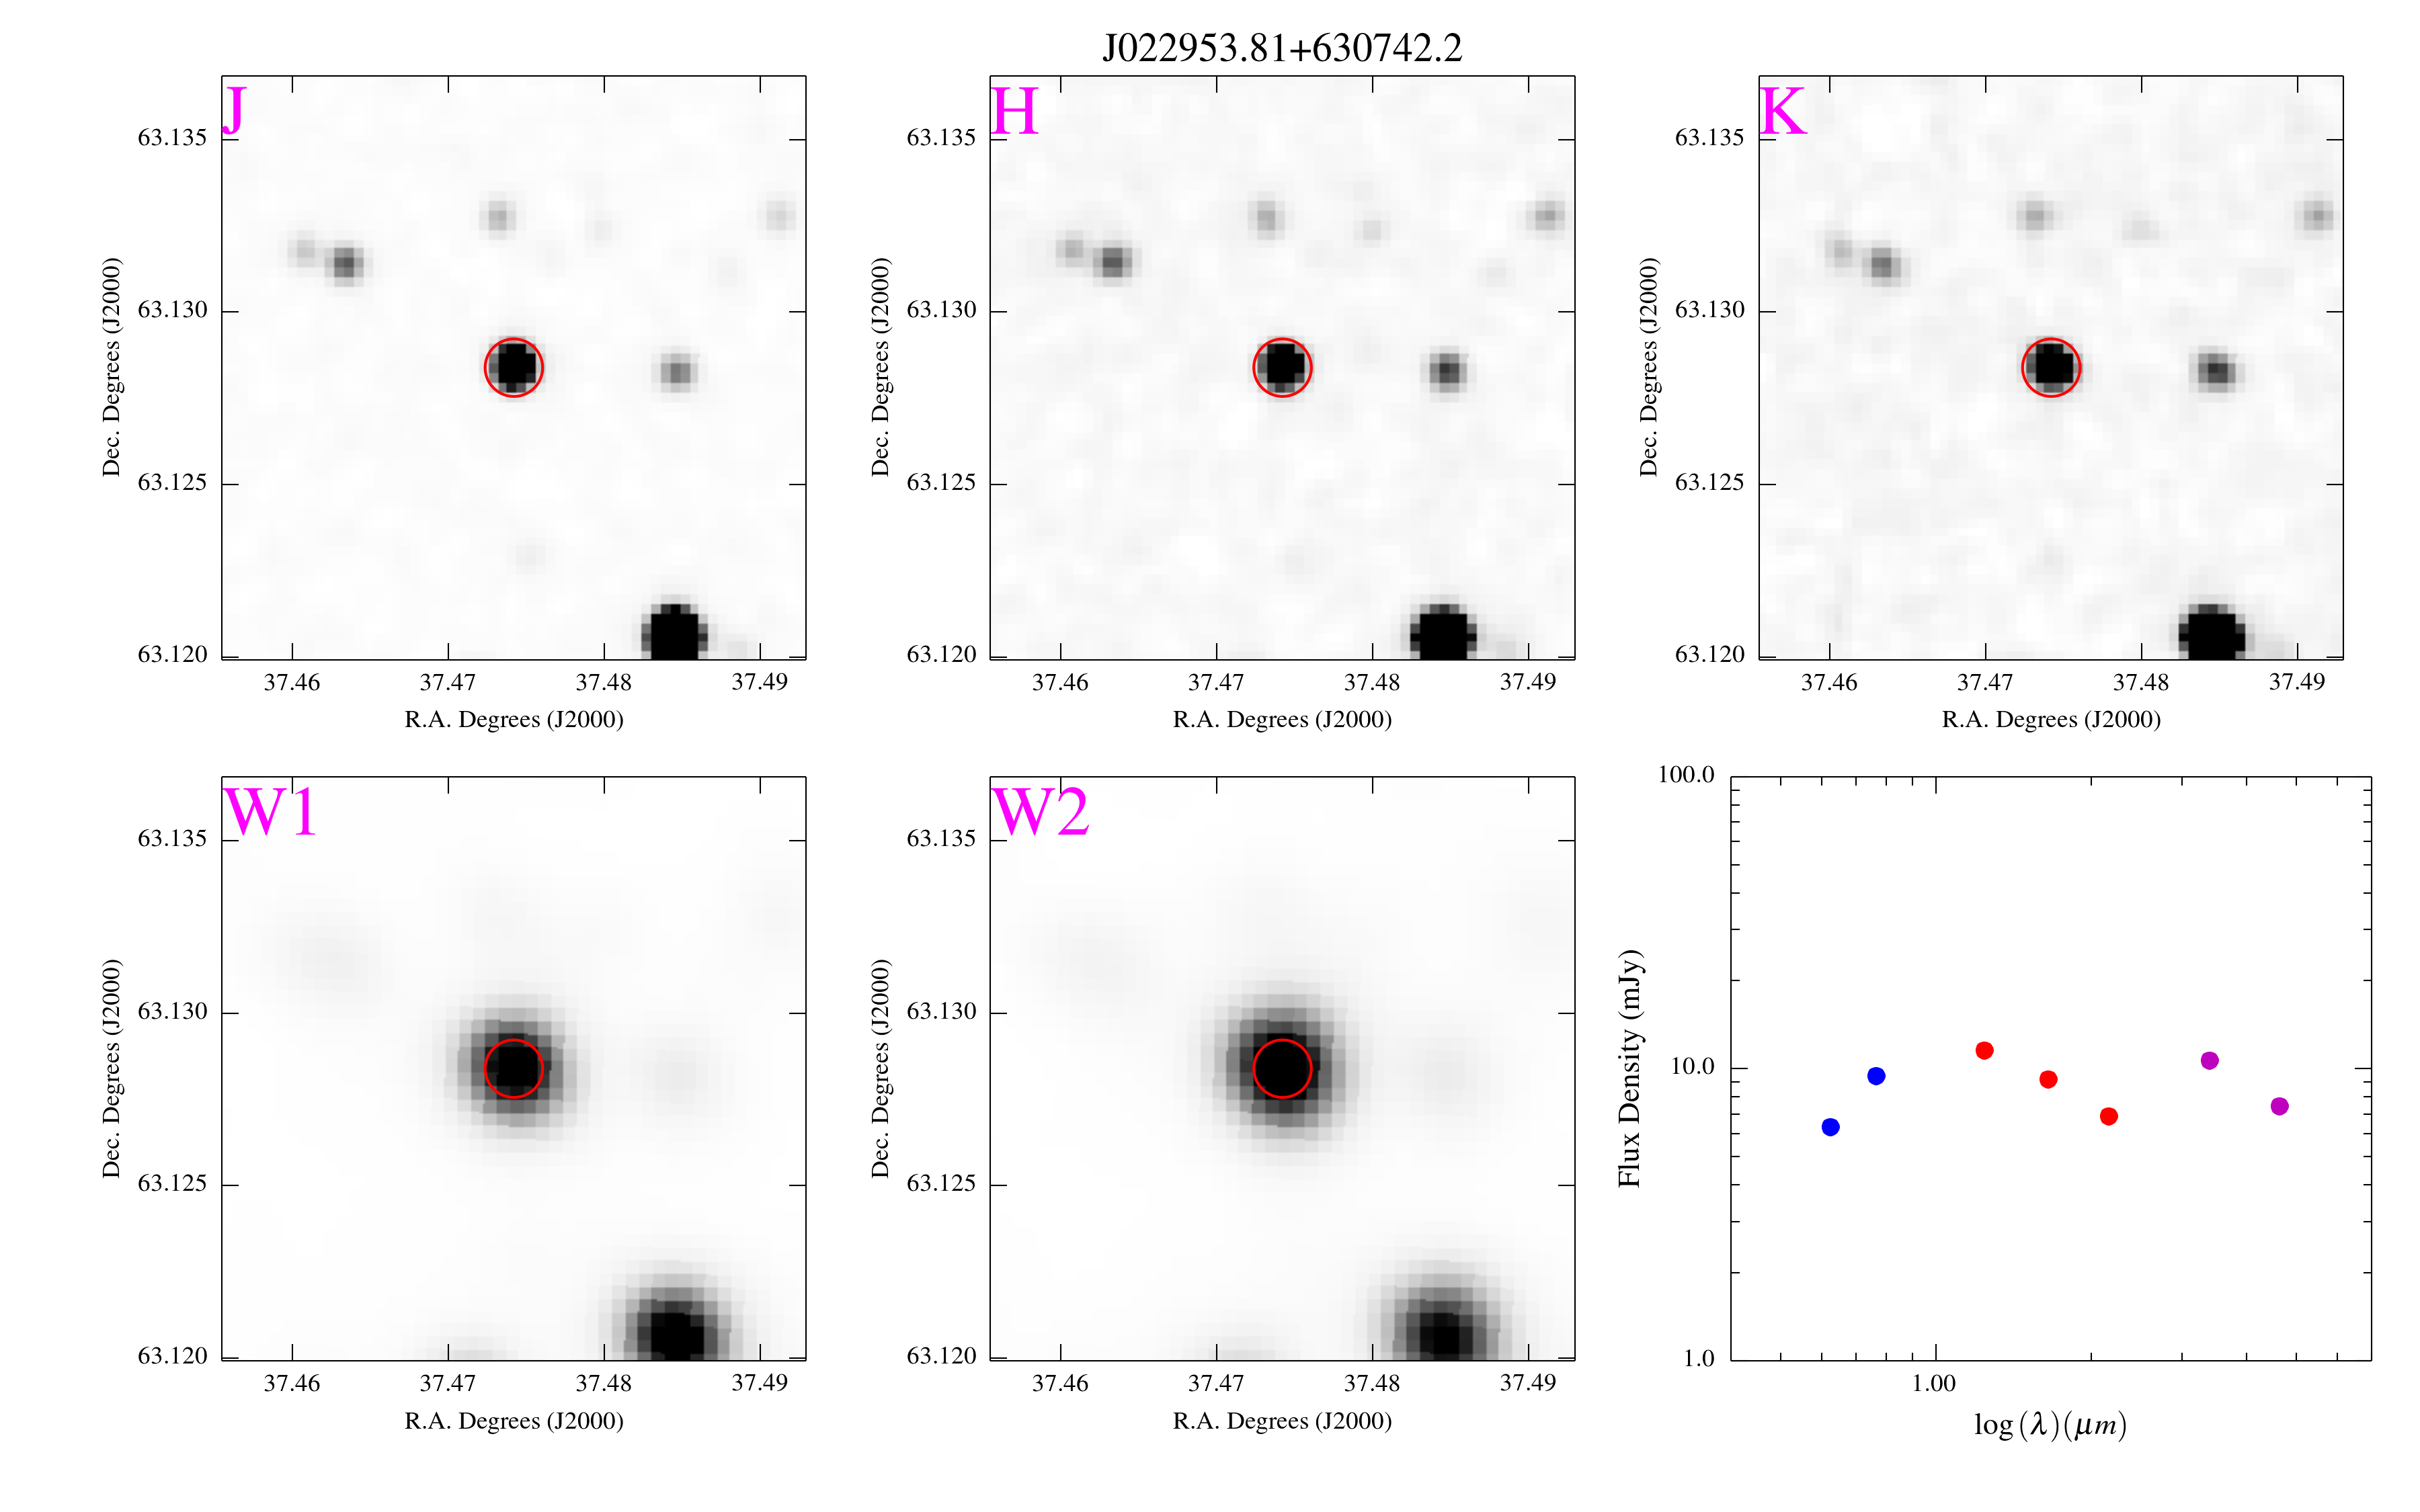 J022953.81+630742.2
J
63.135
63.130
63.125
63.120
Dec. Degrees (J2000)
37.46 37.47 37.48 37.49
R.A. Degrees (J2000)
H
63.135
63.130
63.125
63.120
Dec. Degrees (J2000)
37.46 37.47 37.48 37.49
R.A. Degrees (J2000)
K
63.135
63.130
63.125
63.120
Dec. Degrees (J2000)
37.46 37.47 37.48 37.49
R.A. Degrees (J2000)
W1
63.135
63.130
63.125
63.120
Dec. Degrees (J2000)
37.46 37.47 37.48 37.49
R.A. Degrees (J2000)
W2
63.135
63.130
63.125
63.120
Dec. Degrees (J2000)
37.46 37.47 37.48 37.49
R.A. Degrees (J2000)
100.0
10.0
1.0
Flux Density (mJy)
1.00
log (λ)(μm)